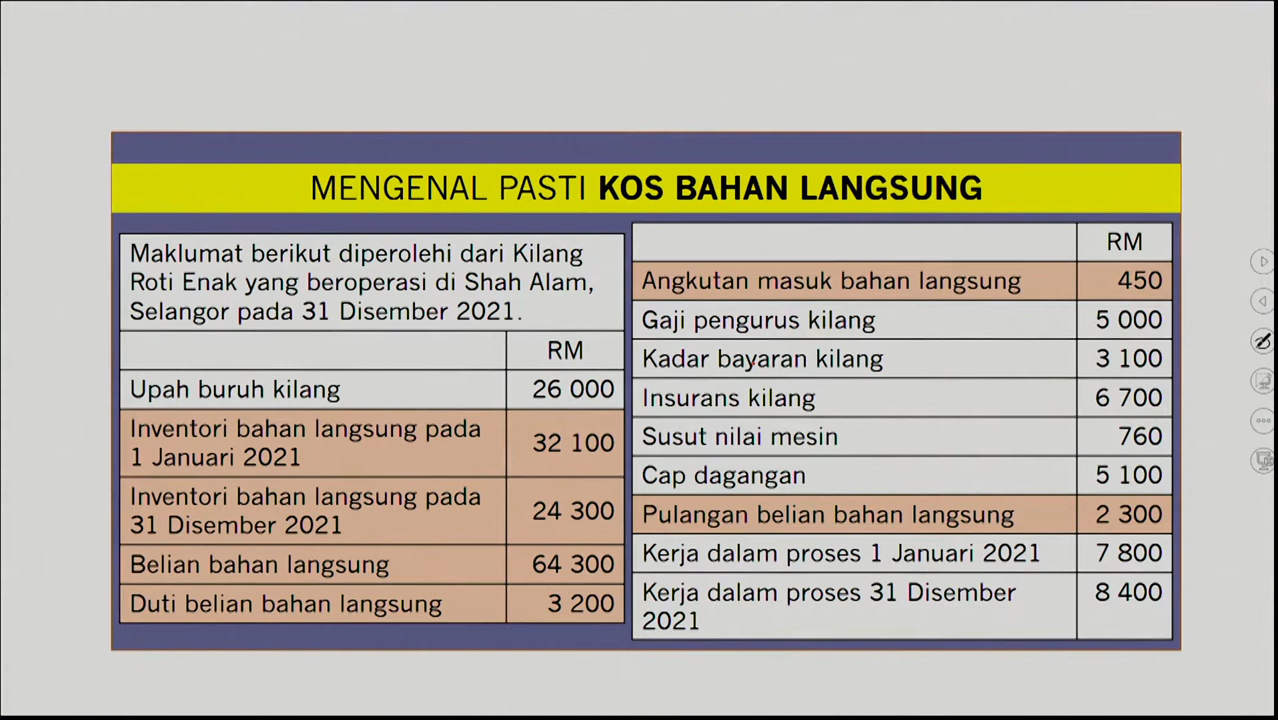 MENGENAL PASTI KOS BAHAN LANGSUNG
Maklumat berikut diperolehi dari Kilang
Roti Enak yang beroperasi di Shah Alam,
Selangor pada 31 Disember 2021.
RM
Upah buruh kilang 26 000
Inventori bahan langsung pada
1 Januari 2021 32 100
Inventori bahan langsung pada
31 Disember 2021 24 300
Belian bahan langsung 64 300
Duti belian bahan langsung 3 200
RM
Angkutan masuk bahan langsung 450
Gaji pengurus kilang 5 000
Kadar bayaran kilang 3 100
Insurans kilang 6 700
Susut nilai mesin 760
Cap dagangan 5 100
Pulangan belian bahan langsung 2 300
Kerja dalam proses 1 Januari 2021 7 800
Kerja dalam proses 31 Disember 8 400
2021